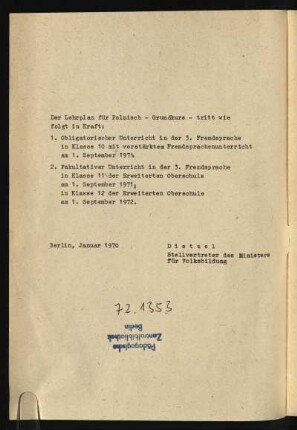 Der Lehrplan für Polnisch - Grundkurs - tritt wie
folgt in Kraft:
1. Obligatorischer Unterricht in der 3. Fremdsprache
in Klasse 10 mit verstärktem Fremdsprachenunterricht
am 1. September 1971
2. Fakultativer Unterricht in der 3. Fremdsprache
in Klasse 11 der Erweiterten Oberschule
am 1. September 1971;
in Klasse 12 der Erweiterten Oberschule
am 1. September 1972.
Berlin, Januar 1970
D i e t z e l
Stellvertreter des Ministers
für Volksbildung
72.1353
Pädagogische
Zentralbibliothek
Berlin